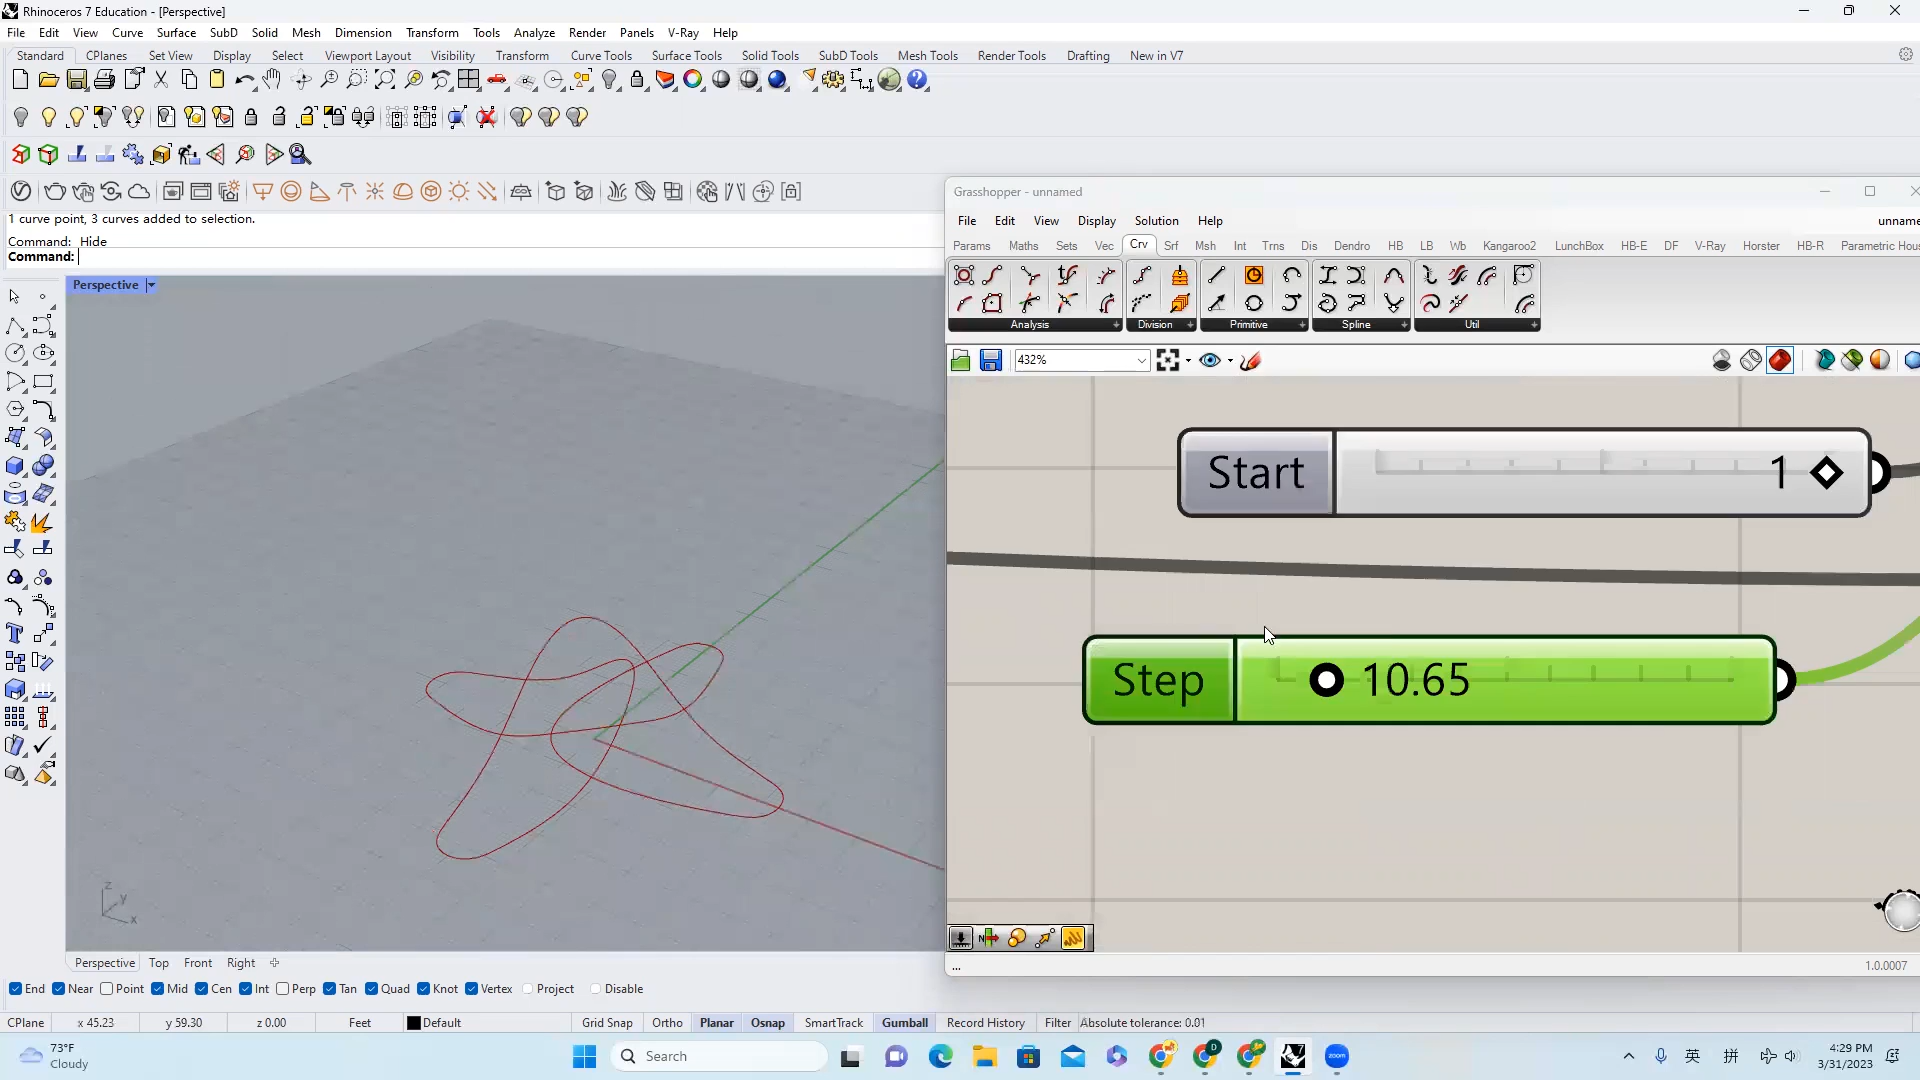 Rhinoceros 7 Education - [Perspective]
File Edit View Curve Surface SubD Solid Mesh Dimension Transform Tools Analyze Render Panels V-Ray Help
Standard CPlanes Set View Display Select Viewport Layout Visibility Transform Curve Tools Surface Tools Solid Tools SubD Tools Mesh Tools Render Tools Drafting New in V7
1 curve point, 3 curves added to selection.
Command: Hide
Command:
Perspective
z
y
x
Grasshopper - unnamed
File Edit View Display Solution Help unname
Params Maths Sets Vec Crv Srf Msh Int Trns Dis Dendro HB LB Wb Kangaroo2 LunchBox HB-E DF V-Ray Horster HB-R Parametric Hou
Analysis Division Primitive Spline Util
432%
Start 1
Step 10.65
...
1.0.0007
Perspective Top Front Right
End Near Point Mid Cen Int Perp Tan Quad Knot Vertex Project Disable
CPlane x 45.23 y 59.30 z 0.00 Feet Default Grid Snap Ortho Planar Osnap SmartTrack Gumball Record History Filter Absolute tolerance: 0.01
73°F
Cloudy
Search
zoom
英 拼
4:29 PM
3/31/2023